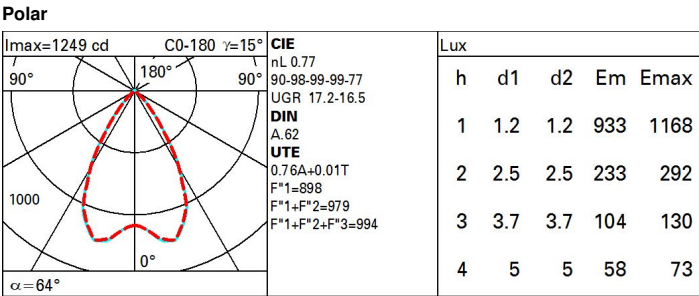 Polar
Imax=1249 cd C0-180 γ=15°
90° 180° 90°
1000
0°
α=64°
CIE
nL 0.77
90-98-99-99-77
UGR 17.2-16.5
DIN
A.62
UTE
0.76A+0.01T
F"1=898
F"1+F"2=979
F"1+F"2+F"3=994
Lux
h d1 d2 Em Emax
1 1.2 1.2 933 1168
2 2.5 2.5 233 292
3 3.7 3.7 104 130
4 5 5 58 73